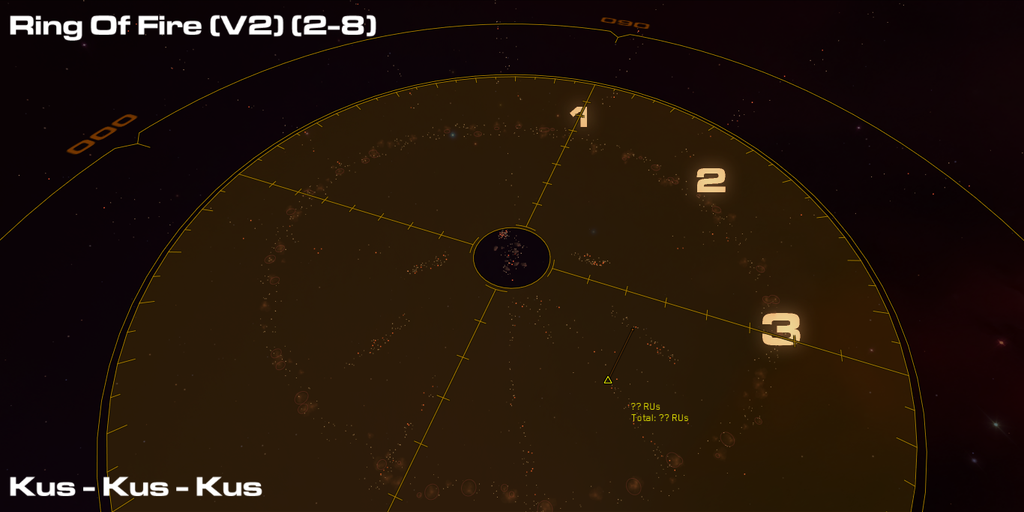 Ring Of Fire (V2) (2-8)
090
000
1
2
3
?? RUs
Total: ?? RUs
Kus - Kus - Kus